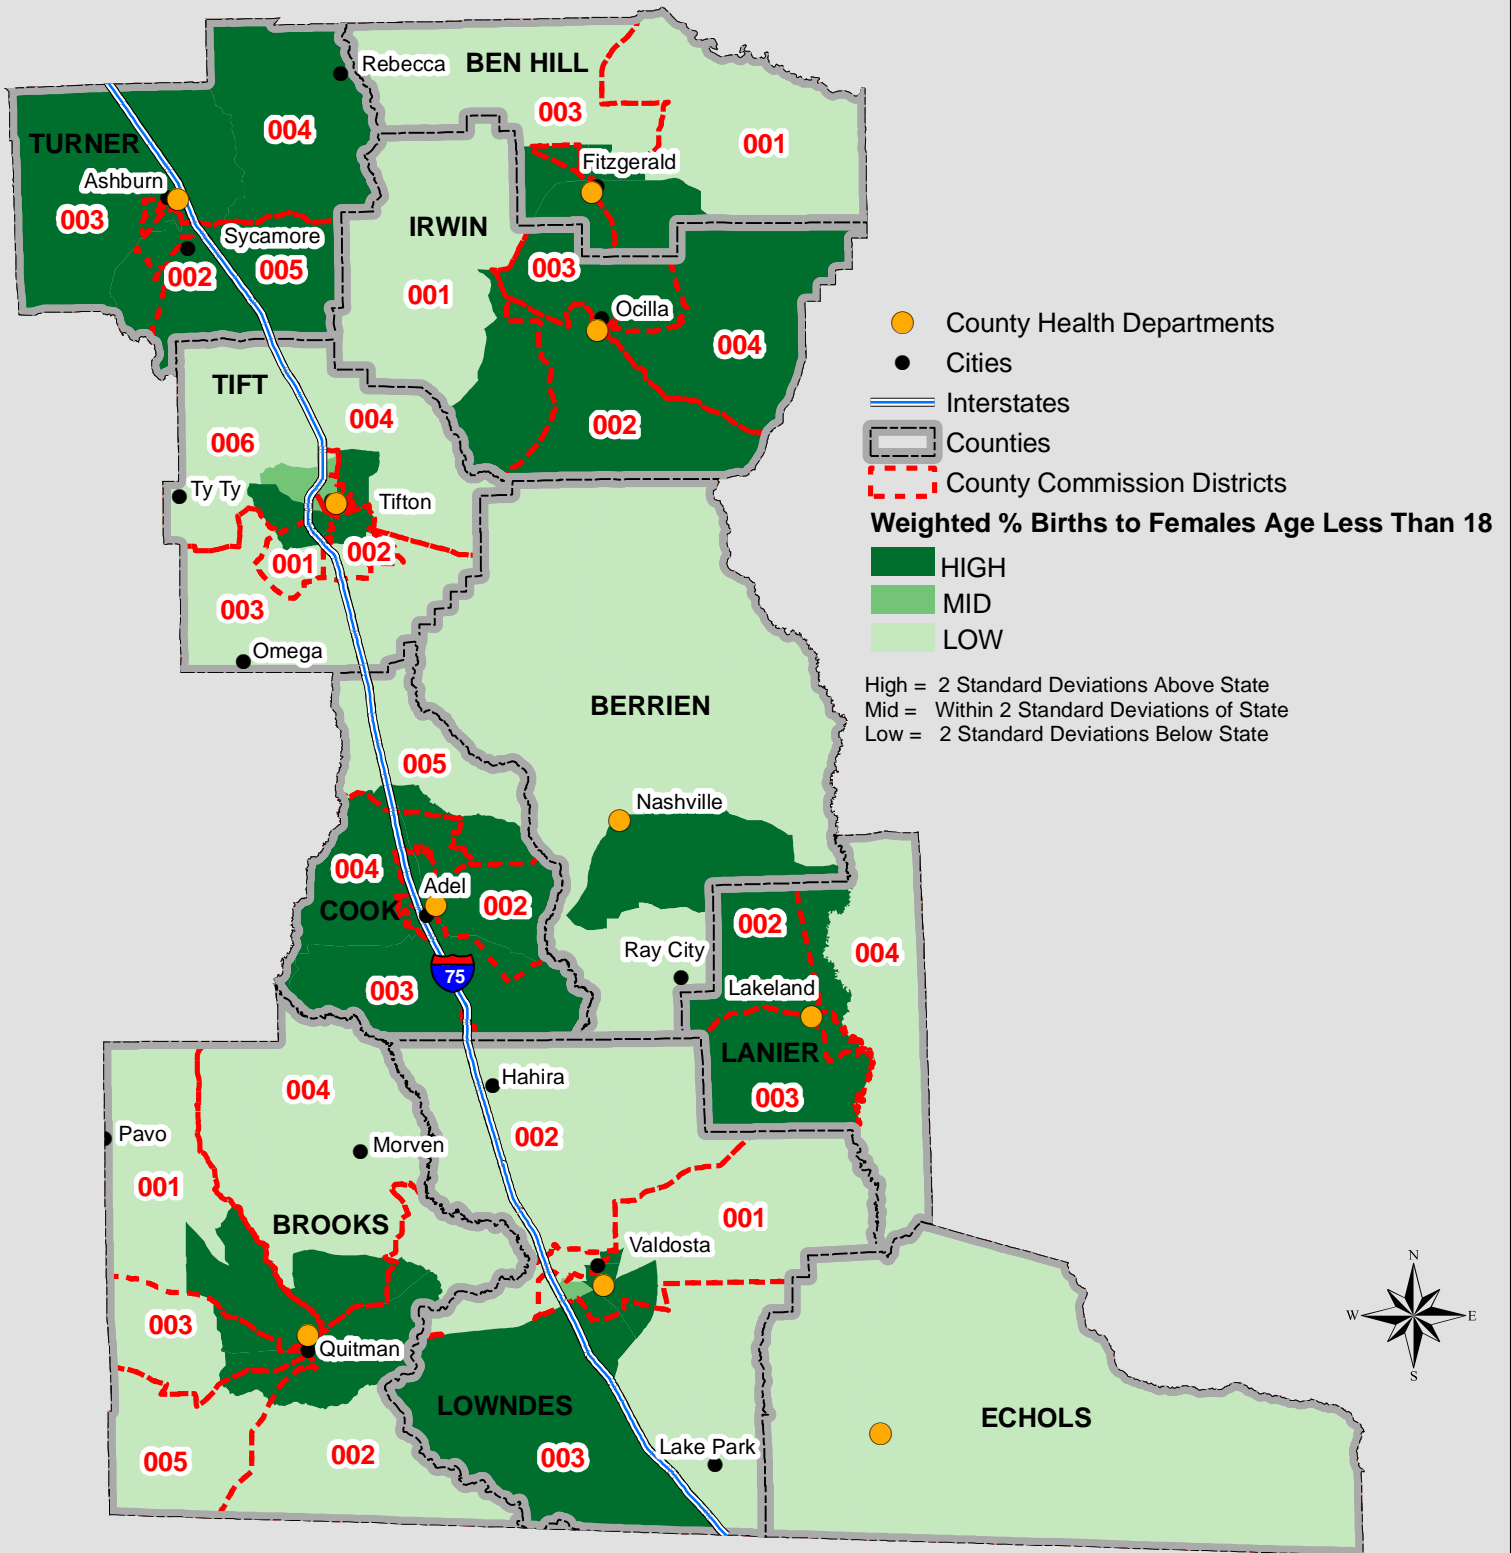 Rebecca
BEN HILL
003
004
TURNER
001
Fitzgerald
Ashburn
003
IRWIN
Sycamore
002
005
003
001
Ocilla
004
TIFT
004
002
006
Ty Ty
Tifton
001
002
003
Omega
County Health Departments
Cities
Interstates
Counties
County Commission Districts
Weighted % Births to Females Age Less Than 18
HIGH
MID
LOW
High = 2 Standard Deviations Above State
Mid = Within 2 Standard Deviations of State
Low = 2 Standard Deviations Below State
BERRIEN
005
Nashville
004
Adel
COOK
002
002
Ray City
004
75
003
Lakeland
LANIER
003
Hahira
004
Pavo
Morven
002
001
BROOKS
001
Valdosta
003
Quitman
LOWNDES
ECHOLS
005
002
003
Lake Park
N
W
E
S